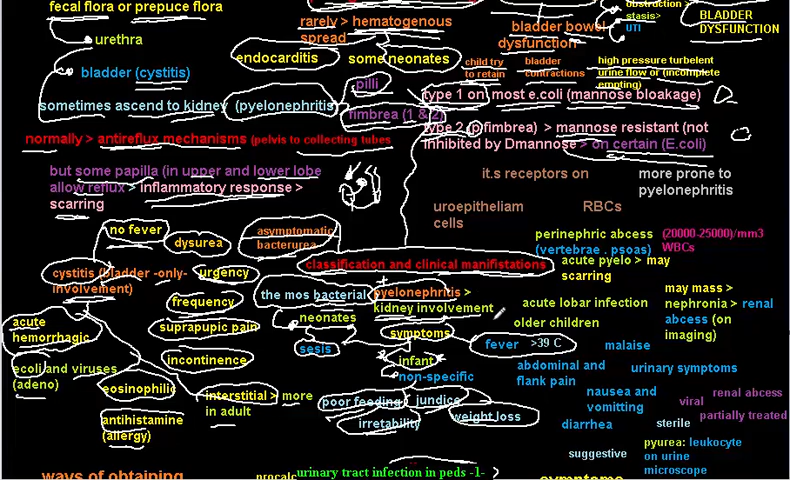 fecal flora or prepuce flora
urethra
bladder (cystitis)
sometimes ascend to kidney (pyelonephritis
normally > antireflux mechanisms (pelvis to collecting tubes
but some papilla (in upper and lower lobe
allow reflux > inflammatory response >
scarring
rarely > hematogenous
spread
endocarditis
some neonates
pilli
fimbrea (1 & 2)
bladder bowel
dysfunction
obstruction >
stasis>
UTI
BLADDER
DYSFUNCTION
child try
to retain
bladder
contractions
high pressure turbelent
urine flow or (incomplete
empting)
type 1 on most e.coli (mannose bloakage)
type 2 (p fimbrea) > mannose resistant (not
inhibited by Dmannose > on certain (E.coli)
it.s receptors on
uroepitheliam
cells
RBCs
more prone to
pyelonephritis
no fever
dysurea
asymptomatic
bacterurea
cystitis (bladder -only-
involvement)
urgency
frequency
suprapupic pain
incontinence
acute
hemorrhagic
ecoli and viruses
(adeno)
eosinophilic
antihistamine
(allergy)
interstitial > more
in adult
classification and clinical manifistations
the mos bacterial
pyelonephritis >
kidney involvement
neonates
sesis
symptoms
infant
non-specific
poor feeding
jundics
irretability
weight loss
perinephric abcess
(vertebrae . psoas)
(20000-25000)/mm3
WBCs
acute pyelo > may
scarring
acute lobar infection
may mass >
nephronia > renal
abcess (on
imaging)
older children
fever >39 C
malaise
abdominal and
flank pain
urinary symptoms
nausea and
vomitting
diarrhea
viral
renal abcess
partially treated
sterile
suggestive
pyurea: leukocyte
on urine
microscope
ways of obtaining
procalc
urinary tract infection in peds -1-
symptoms